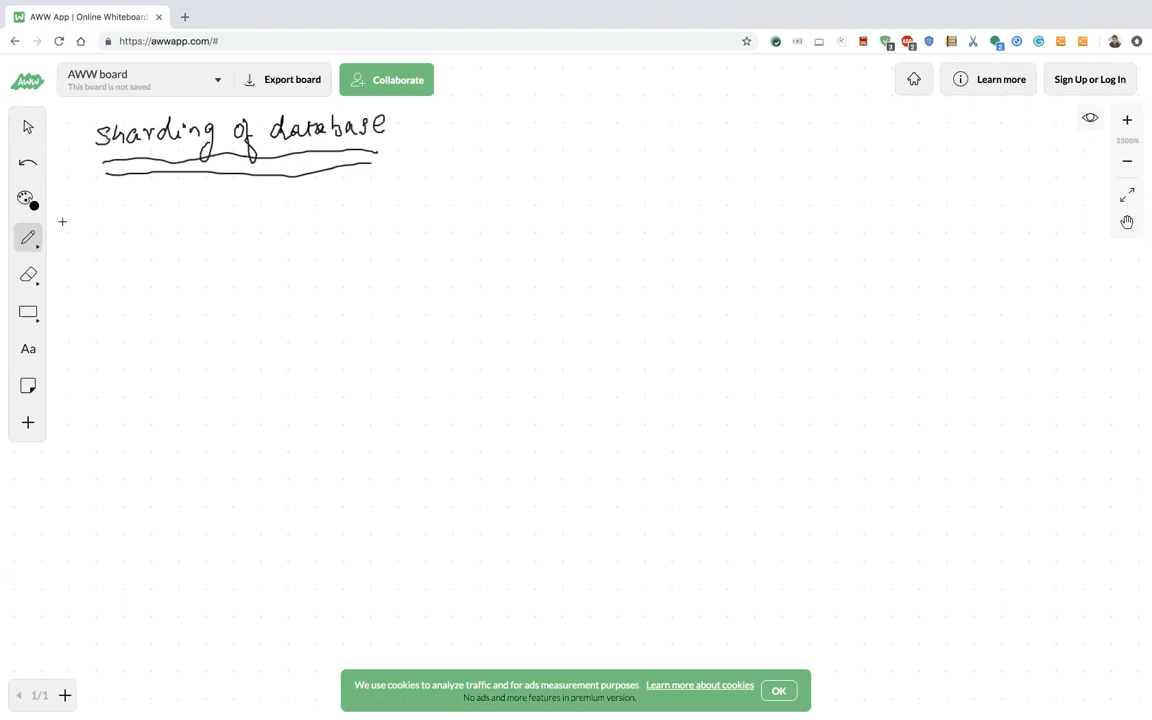 AWW App | Online Whiteboard
https://awwapp.com/#
AWW
AWW board
This board is not saved
Export board
Collaborate
Learn more
Sign Up or Log In
sharding of database
2500%
Aa
We use cookies to analyze traffic and for ads measurement purposes Learn more about cookies
No ads and more features in premium version.
OK
1/1